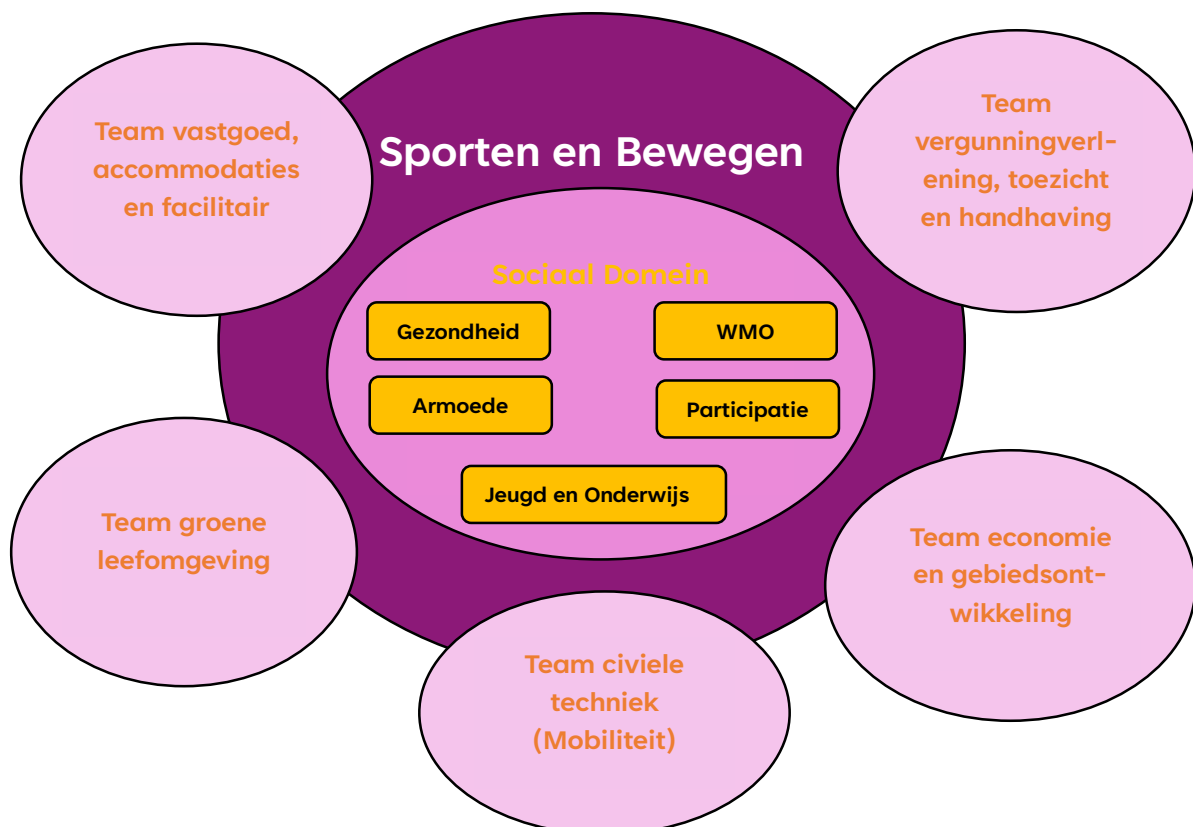 Team vastgoed,
accommodaties
en facilitair
Sporten en Bewegen
Team
vergunningverl-
ening, toezicht
en handhaving
Sociaal Domein
Gezondheid
WMO
Armoede
Participatie
Jeugd en Onderwijs
Team groene
leefomgeving
Team economie
en gebiedsont-
wikkeling
Team civiele
techniek
(Mobiliteit)